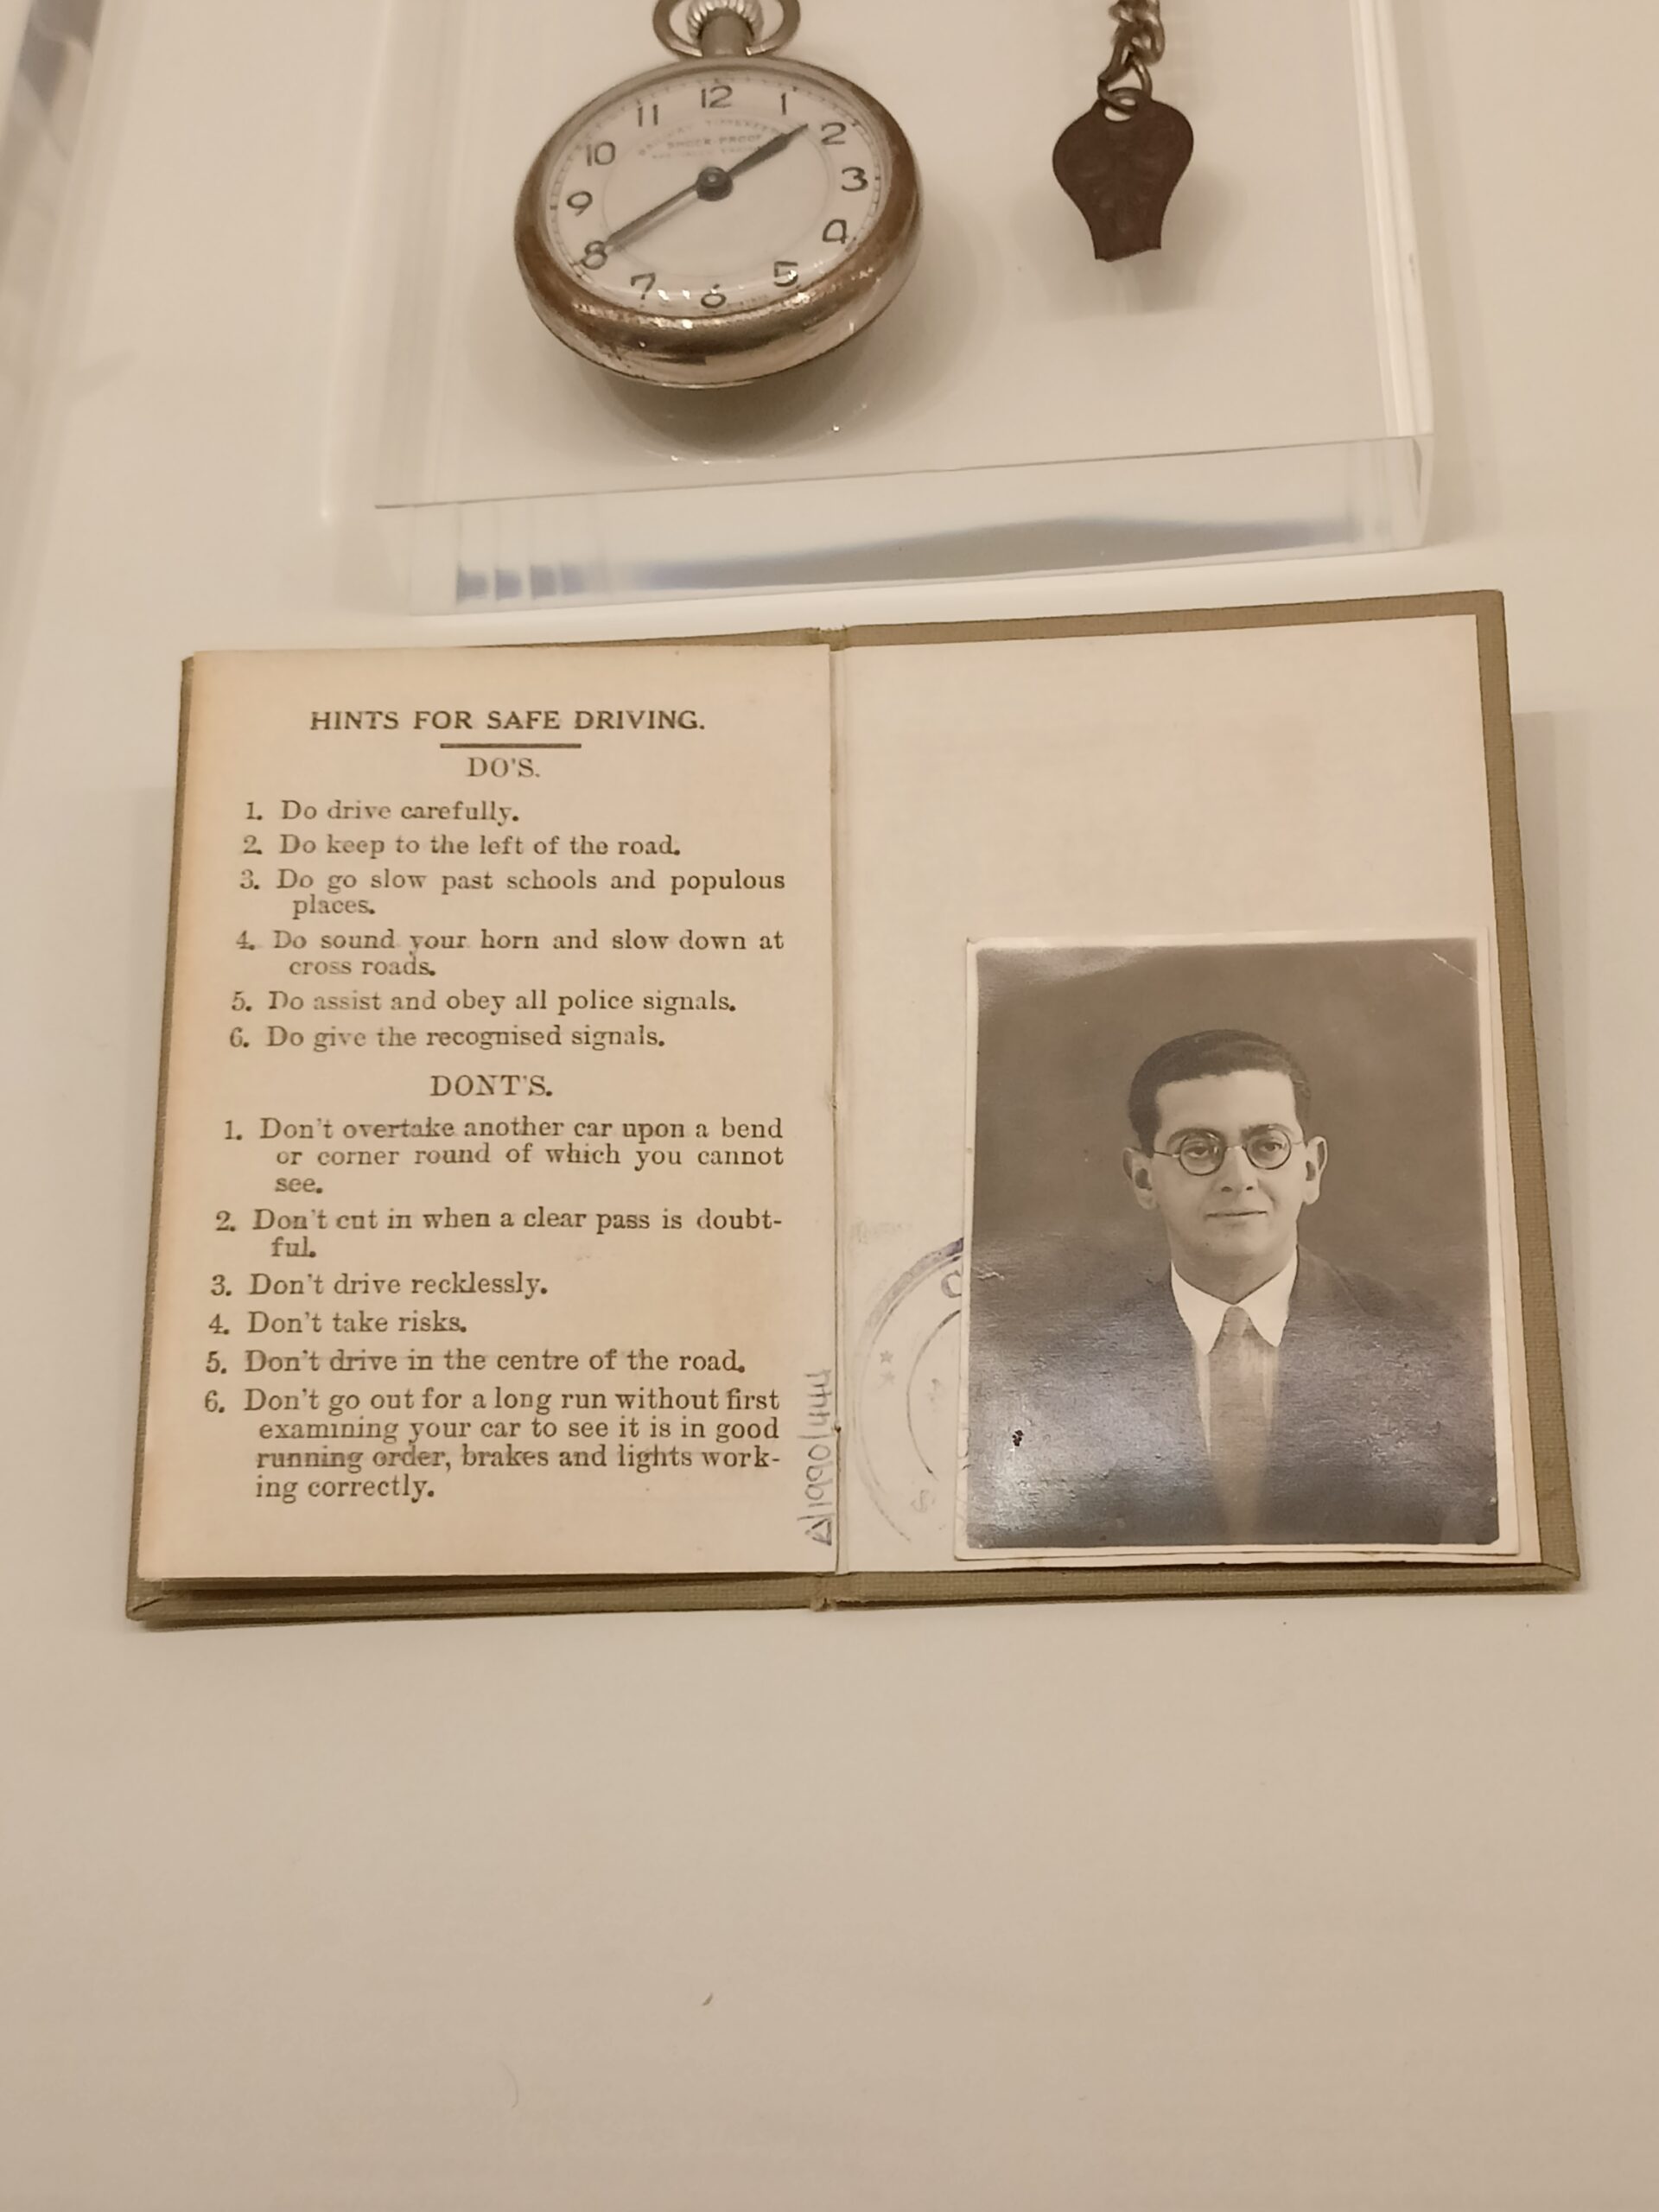 12
11 1
10 2
SHOCK-PROOF
9 3
8 4
7 5
6
HINTS FOR SAFE DRIVING.
DO'S.
1. Do drive carefully.
2. Do keep to the left of the road.
3. Do go slow past schools and populous
places.
4. Do sound your horn and slow down at
cross roads.
5. Do assist and obey all police signals.
6. Do give the recognised signals.
DONT'S.
1. Don't overtake another car upon a bend
or corner round of which you cannot
see.
2. Don't cut in when a clear pass is doubt-
ful.
3. Don't drive recklessly.
4. Don't take risks.
5. Don't drive in the centre of the road.
6. Don't go out for a long run without first
examining your car to see it is in good
running order, brakes and lights work-
ing correctly.
A/1990/444